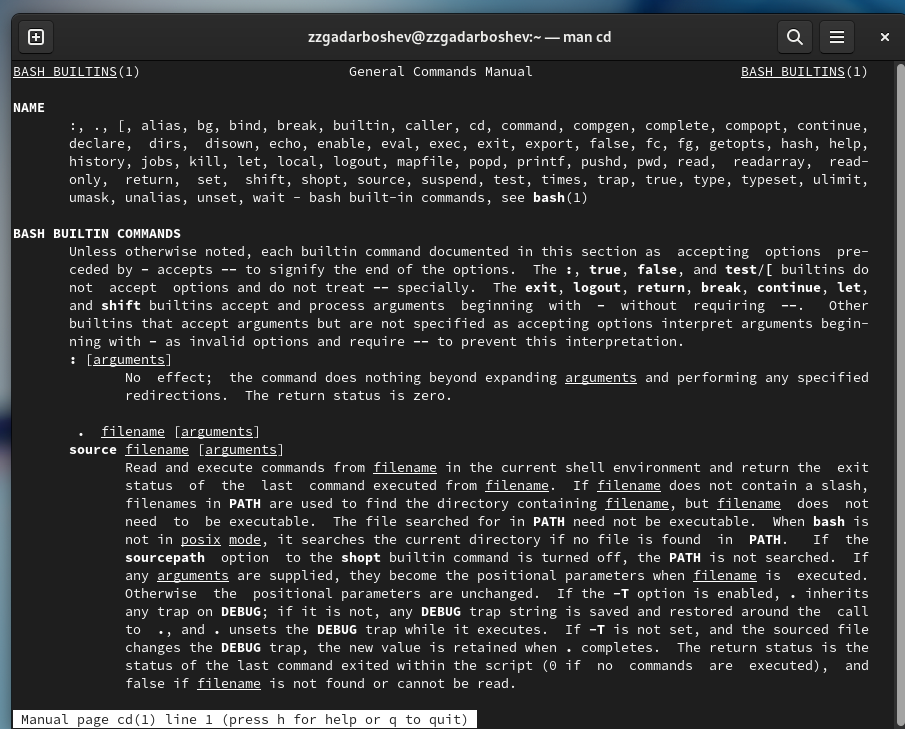 zzgadarboshev@zzgadarboshev:~ — man cd
BASH BUILTINS(1) General Commands Manual BASH BUILTINS(1)
NAME
:, ., [, alias, bg, bind, break, builtin, caller, cd, command, compgen, complete, compopt, continue,
declare, dirs, disown, echo, enable, eval, exec, exit, export, false, fc, fg, getopts, hash, help,
history, jobs, kill, let, local, logout, mapfile, popd, printf, pushd, pwd, read, readarray, read-
only, return, set, shift, shopt, source, suspend, test, times, trap, true, type, typeset, ulimit,
umask, unalias, unset, wait - bash built-in commands, see bash(1)
BASH BUILTIN COMMANDS
Unless otherwise noted, each builtin command documented in this section as accepting options pre-
ceded by - accepts -- to signify the end of the options. The :, true, false, and test/[ builtins do
not accept options and do not treat -- specially. The exit, logout, return, break, continue, let,
and shift builtins accept and process arguments beginning with - without requiring --. Other
builtins that accept arguments but are not specified as accepting options interpret arguments begin-
ning with - as invalid options and require -- to prevent this interpretation.
: [arguments]
No effect; the command does nothing beyond expanding arguments and performing any specified
redirections. The return status is zero.
. filename [arguments]
source filename [arguments]
Read and execute commands from filename in the current shell environment and return the exit
status of the last command executed from filename. If filename does not contain a slash,
filenames in PATH are used to find the directory containing filename, but filename does not
need to be executable. The file searched for in PATH need not be executable. When bash is
not in posix mode, it searches the current directory if no file is found in PATH. If the
sourcepath option to the shopt builtin command is turned off, the PATH is not searched. If
any arguments are supplied, they become the positional parameters when filename is executed.
Otherwise the positional parameters are unchanged. If the -T option is enabled, . inherits
any trap on DEBUG; if it is not, any DEBUG trap string is saved and restored around the call
to ., and . unsets the DEBUG trap while it executes. If -T is not set, and the sourced file
changes the DEBUG trap, the new value is retained when . completes. The return status is the
status of the last command exited within the script (0 if no commands are executed), and
false if filename is not found or cannot be read.
Manual page cd(1) line 1 (press h for help or q to quit)